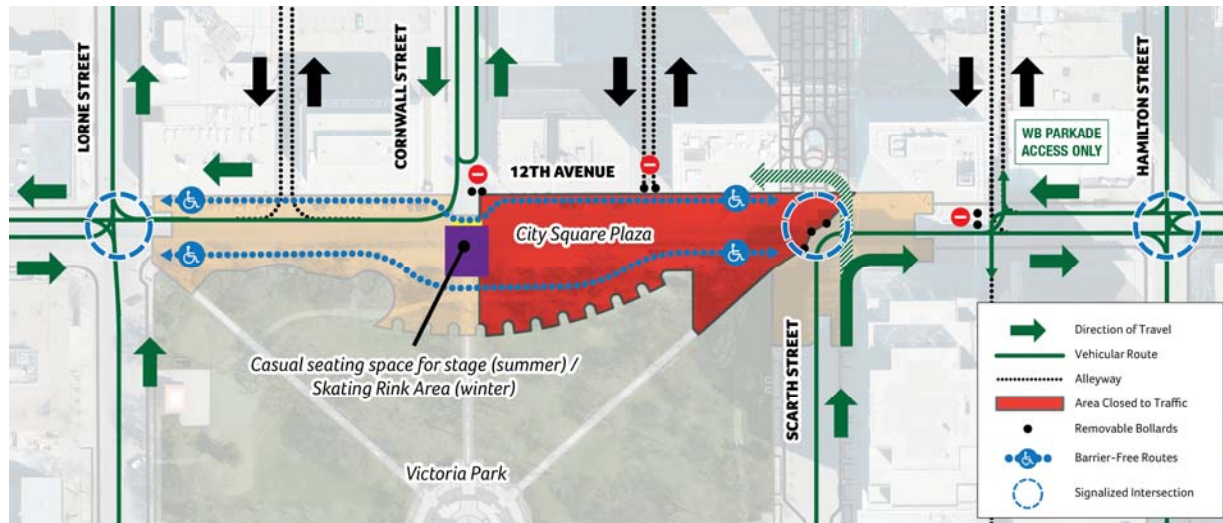 LORNE STREET
CORNWALL STREET
12TH AVENUE
City Square Plaza
WB PARKADE
ACCESS ONLY
HAMILTON STREET
Casual seating space for stage (summer) /
Skating Rink Area (winter)
SCARTH STREET
Victoria Park
Direction of Travel
Vehicular Route
Alleyway
Area Closed to Traffic
Removable Bollards
Barrier-Free Routes
Signalized Intersection